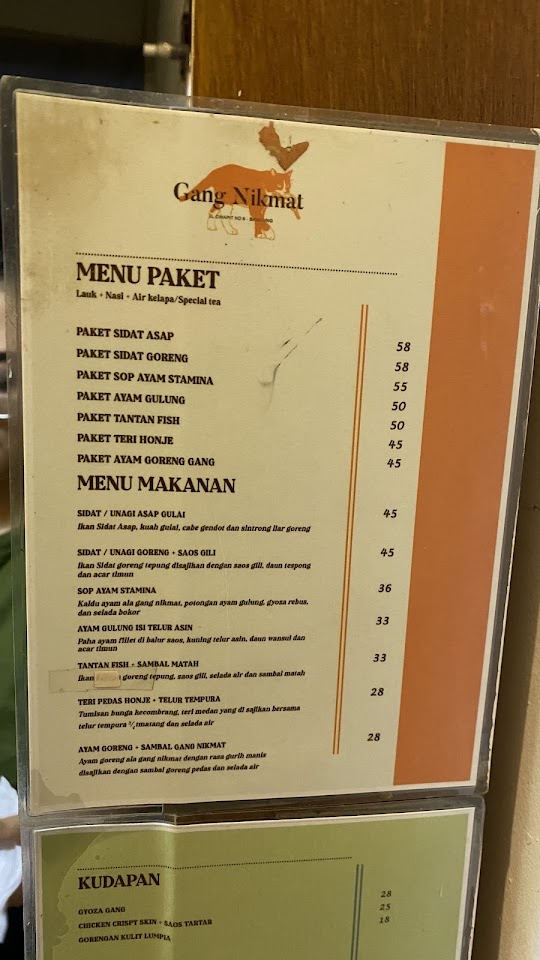 Gang Nikmat
MENU PAKET
Lauk + Nasi + Air kelapa/Special tea
PAKET SIDAT ASAP 58
PAKET SIDAT GORENG 58
PAKET SOP AYAM STAMINA 55
PAKET AYAM GULUNG 50
PAKET TANTAN FISH 50
PAKET TERI HONJE 45
PAKET AYAM GORENG GANG 45
MENU MAKANAN
SIDAT / UNAGI ASAP GULAI 45
Ikan Sidat Asap, kuah gulai, cabe gendot dan sintrong liar goreng
SIDAT / UNAGI GORENG + SAOS GILI 45
Ikan Sidat goreng tepung disajikan dengan saos gili, daun tespong
dan acar timun
SOP AYAM STAMINA 36
Kaldu ayam ala gang nikmat, potongan ayam gulung, gyoza rebus,
dan selada bokor
AYAM GULUNG ISI TELUR ASIN 33
Paha ayam fillet di balur saos, kuning telur asin, daun wansui dan
acar timun
TANTAN FISH + SAMBAL MATAH 33
Ikan goreng tepung, saos gili, selada air dan sambal matah
TERI PEDAS HONJE + TELUR TEMPURA 28
Tumisan bunga kecombrang, teri medan yang di sajikan bersama
telur tempura ¾ matang dan selada air
AYAM GORENG + SAMBAL GANG NIKMAT 28
Ayam goreng ala gang nikmat dengan rasa gurih manis
disajikan dengan sambal goreng pedas dan selada air
KUDAPAN
GYOZA GANG 28
CHICKEN CRISPY SKIN + SAOS TARTAR 25
GORENGAN KULIT LUMPIA 18